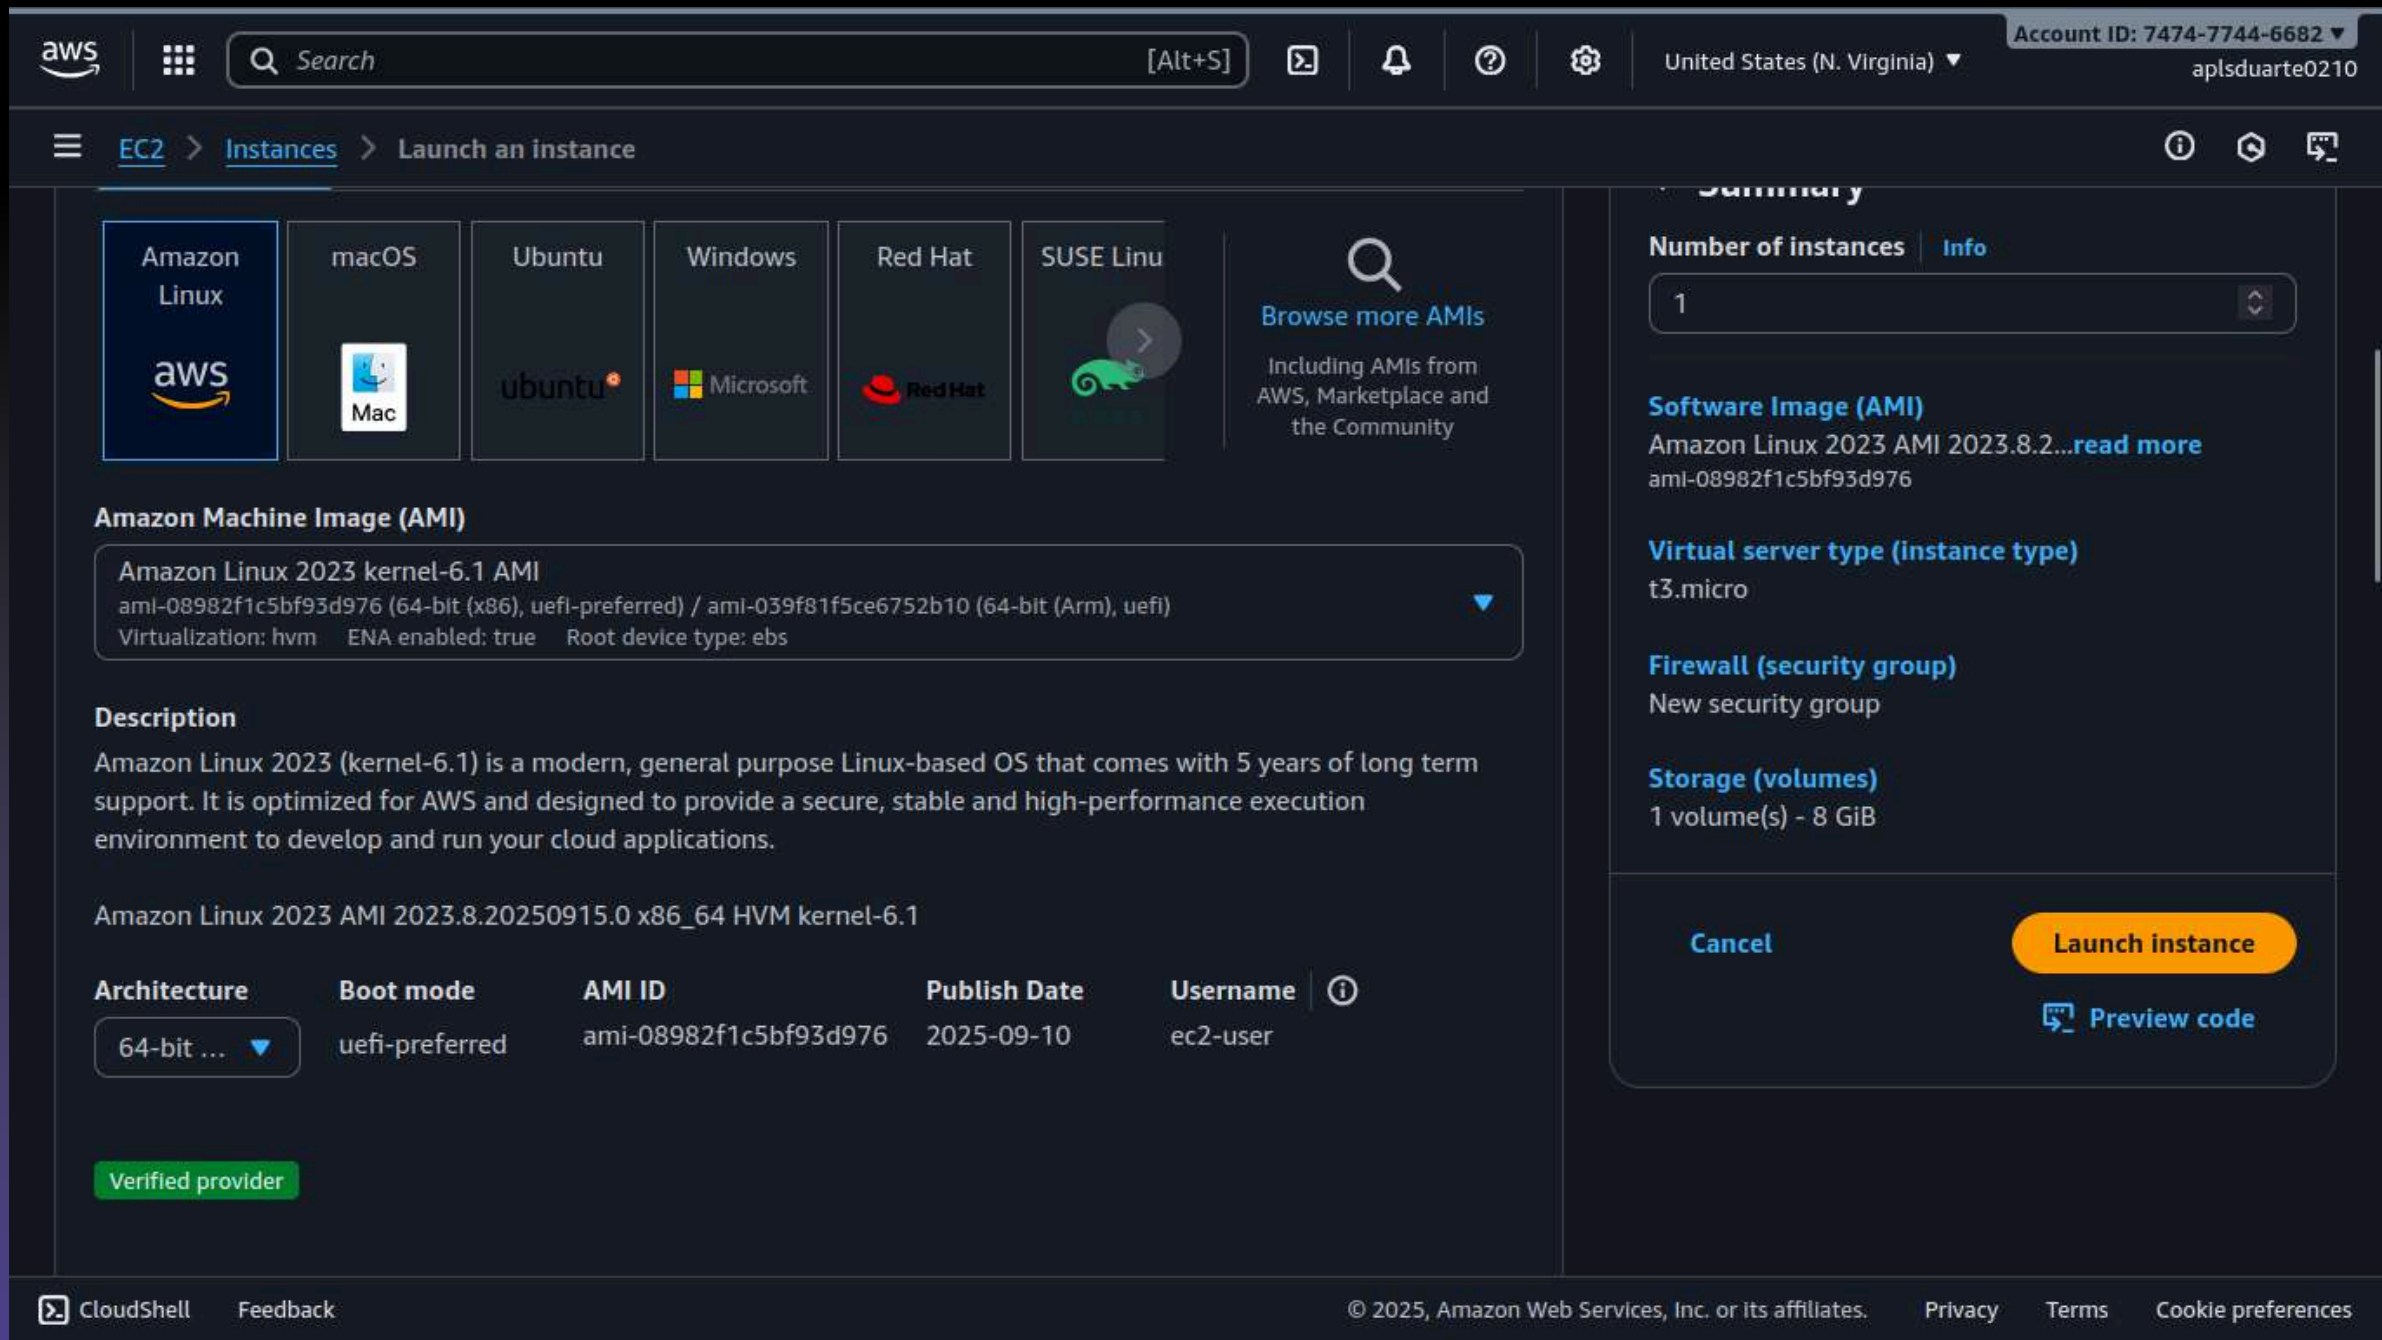 aws
Search
[Alt+S]
United States (N. Virginia) ▼
Account ID: 7474-7744-6682 ▼
aplsduarte0210
EC2 > Instances > Launch an instance
Amazon
Linux
aws
macOS
Mac
Ubuntu
ubuntu
Windows
Microsoft
Red Hat
Red Hat
SUSE Linu
Browse more AMIs
Including AMIs from
AWS, Marketplace and
the Community
Amazon Machine Image (AMI)
Amazon Linux 2023 kernel-6.1 AMI
ami-08982f1c5bf93d976 (64-bit (x86), uefi-preferred) / ami-039f81f5ce6752b10 (64-bit (Arm), uefi)
Virtualization: hvm ENA enabled: true Root device type: ebs
Description
Amazon Linux 2023 (kernel-6.1) is a modern, general purpose Linux-based OS that comes with 5 years of long term
support. It is optimized for AWS and designed to provide a secure, stable and high-performance execution
environment to develop and run your cloud applications.
Amazon Linux 2023 AMI 2023.8.20250915.0 x86_64 HVM kernel-6.1
Architecture Boot mode AMI ID Publish Date Username
64-bit ... uefi-preferred ami-08982f1c5bf93d976 2025-09-10 ec2-user
Verified provider
Summary
Number of instances Info
1
Software Image (AMI)
Amazon Linux 2023 AMI 2023.8.2...read more
ami-08982f1c5bf93d976
Virtual server type (instance type)
t3.micro
Firewall (security group)
New security group
Storage (volumes)
1 volume(s) - 8 GiB
Cancel
Launch instance
Preview code
CloudShell Feedback
© 2025, Amazon Web Services, Inc. or its affiliates. Privacy Terms Cookie preferences